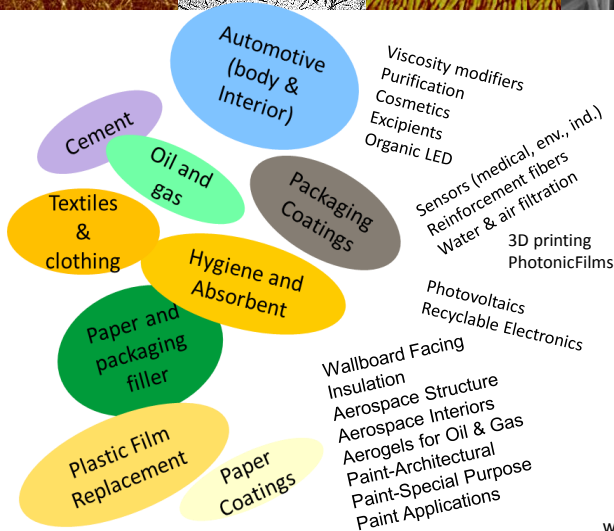 Automotive
(body &
Interior)
Cement
Oil and
gas
Textiles
&
clothing
Packaging
Coatings
Hygiene and
Absorbent
Paper and
packaging
filler
Plastic Film
Replacement
Paper
Coatings
Viscosity modifiers
Purification
Cosmetics
Excipients
Organic LED
Sensors (medical, env., ind.)
Reinforcement fibers
Water & air filtration
3D printing
PhotonicFilms
Photovoltaics
Recyclable Electronics
Wallboard Facing
Insulation
Aerospace Structure
Aerospace Interiors
Aerogels for Oil & Gas
Paint-Architectural
Paint-Special Purpose
Paint Applications